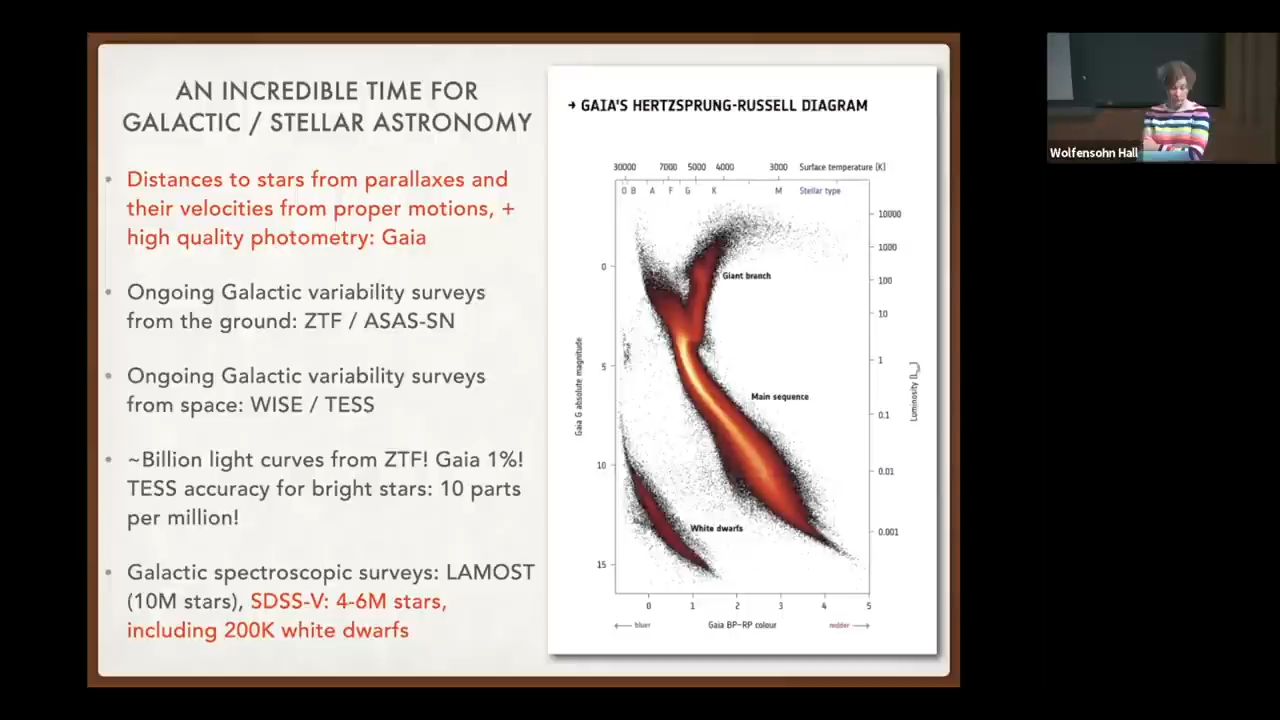 AN INCREDIBLE TIME FOR
GALACTIC / STELLAR ASTRONOMY
• Distances to stars from parallaxes and
their velocities from proper motions, +
high quality photometry: Gaia
• Ongoing Galactic variability surveys
from the ground: ZTF / ASAS-SN
• Ongoing Galactic variability surveys
from space: WISE / TESS
• ~Billion light curves from ZTF! Gaia 1%!
TESS accuracy for bright stars: 10 parts
per million!
• Galactic spectroscopic surveys: LAMOST
(10M stars), SDSS-V: 4-6M stars,
including 200K white dwarfs
→ GAIA'S HERTZSPRUNG-RUSSELL DIAGRAM
30000 7000 5000 4000 3000 Surface temperature [K]
O B A F G K M Stellar type
10000
0
1000
Giant branch
100
10
5
1
Main sequence
0.1
10
0.01
White dwarfs
0.001
15
Gaia G absolute magnitude
0 1 2 3 4 5
← bluer Gaia BP-RP colour redder →
Wolfensohn Hall